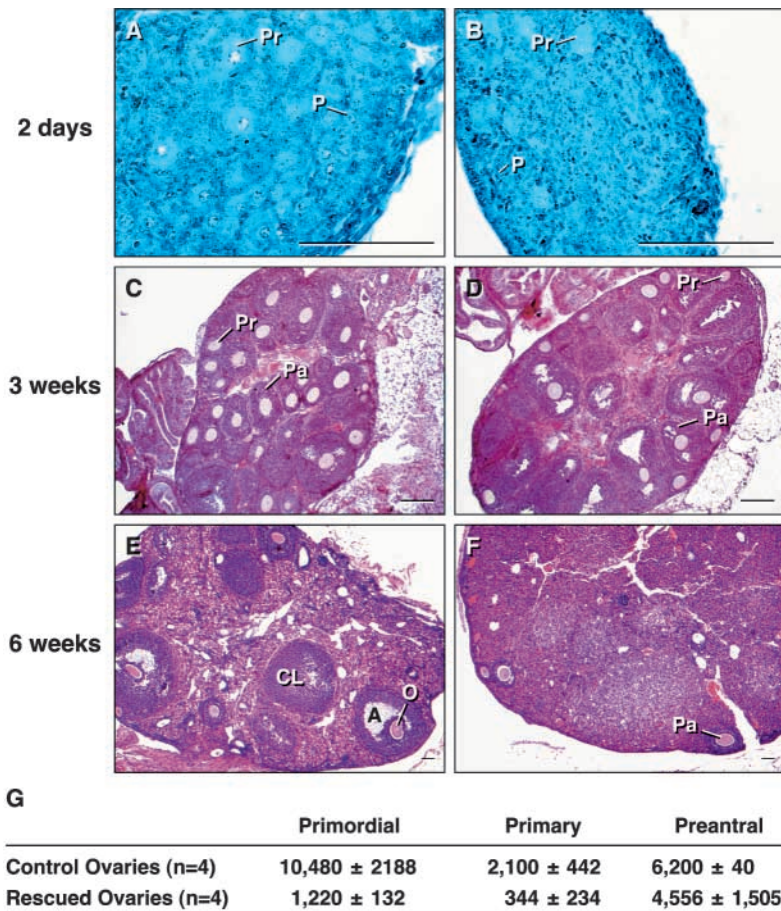 A
Pr
P
B
Pr
P
2 days
C
Pr
Pa
D
Pr
Pa
3 weeks
E
CL
A
O
F
Pa
6 weeks
G
Primordial Primary Preantral
Control Ovaries (n=4) 10,480 ± 2188 2,100 ± 442 6,200 ± 40
Rescued Ovaries (n=4) 1,220 ± 132 344 ± 234 4,556 ± 1,505